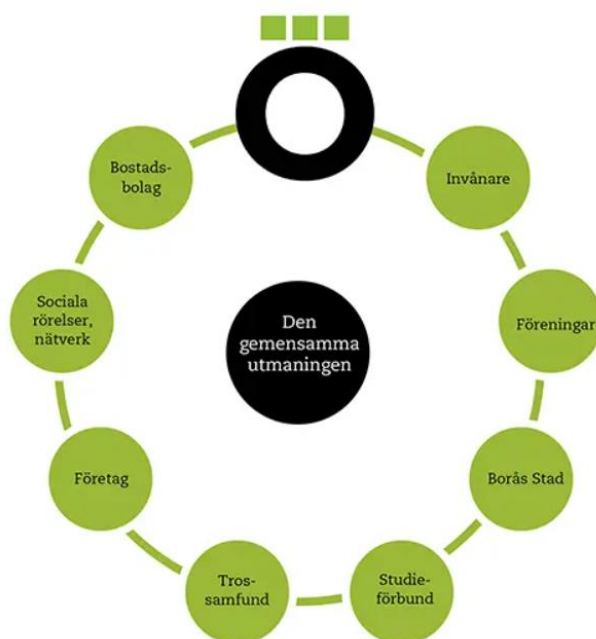 Bostads-
bolag
Invånare
Sociala
rörelser,
nätverk
Den
gemensamma
utmaningen
Föreningar
Företag
Borås Stad
Tros-
samfund
Studie-
förbund